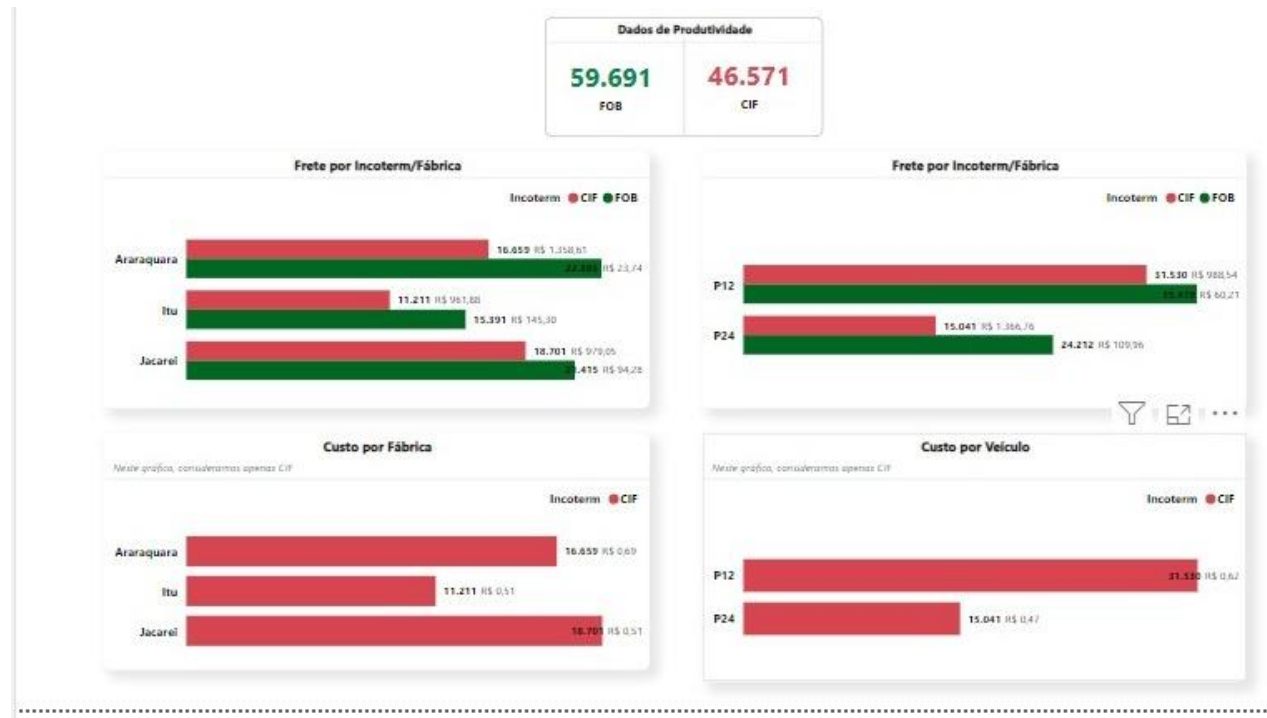 Dados de Produtividade
59.691
FOB
46.571
CIF
Frete por Incoterm/Fábrica
Incoterm CIF FOB
Araraquara
16.659 R$ 1.358,61
R$ 23,74
Itu
11.211 R$ 961,88
15.391 R$ 145,30
Jacareí
18.701 R$ 979,05
21.415 R$ 94,28
Frete por Incoterm/Fábrica
Incoterm CIF FOB
P12
31.530 R$ 988,54
R$ 60,21
P24
15.041 R$ 1.366,76
24.212 R$ 109,96
Custo por Fábrica
Neste gráfico, consideramos apenas CIF
Incoterm CIF
Araraquara
16.659 R$ 0,69
Itu
11.211 R$ 0,51
Jacareí
18.701 R$ 0,51
Custo por Veículo
Neste gráfico, consideramos apenas CIF
Incoterm CIF
P12
31.530 R$ 0,62
P24
15.041 R$ 0,47